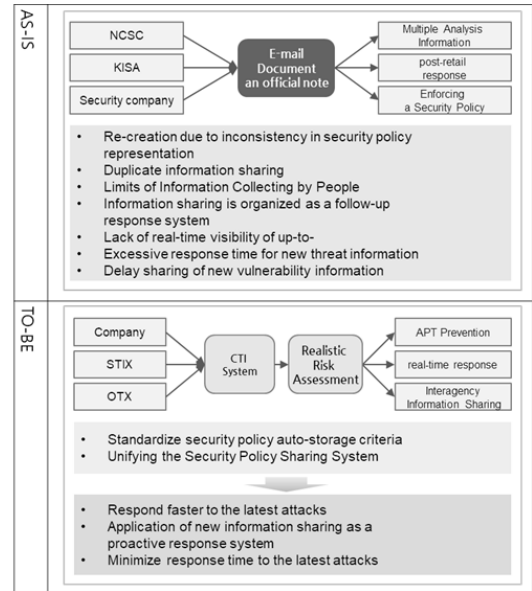 AS-IS
NCSC
KISA
Security company
E-mail
Document
an official note
Multiple Analysis
Information
post-retail
response
Enforcing
a Security Policy
• Re-creation due to inconsistency in security policy
representation
• Duplicate information sharing
• Limits of Information Collecting by People
• Information sharing is organized as a follow-up
response system
• Lack of real-time visibility of up-to-
• Excessive response time for new threat information
• Delay sharing of new vulnerability information
TO-BE
Company
STIX
OTX
CTI
System
Realistic
Risk
Assessment
APT Prevention
real-time response
Interagency
Information Sharing
• Standardize security policy auto-storage criteria
• Unifying the Security Policy Sharing System
• Respond faster to the latest attacks
• Application of new information sharing as a
proactive response system
• Minimize response time to the latest attacks